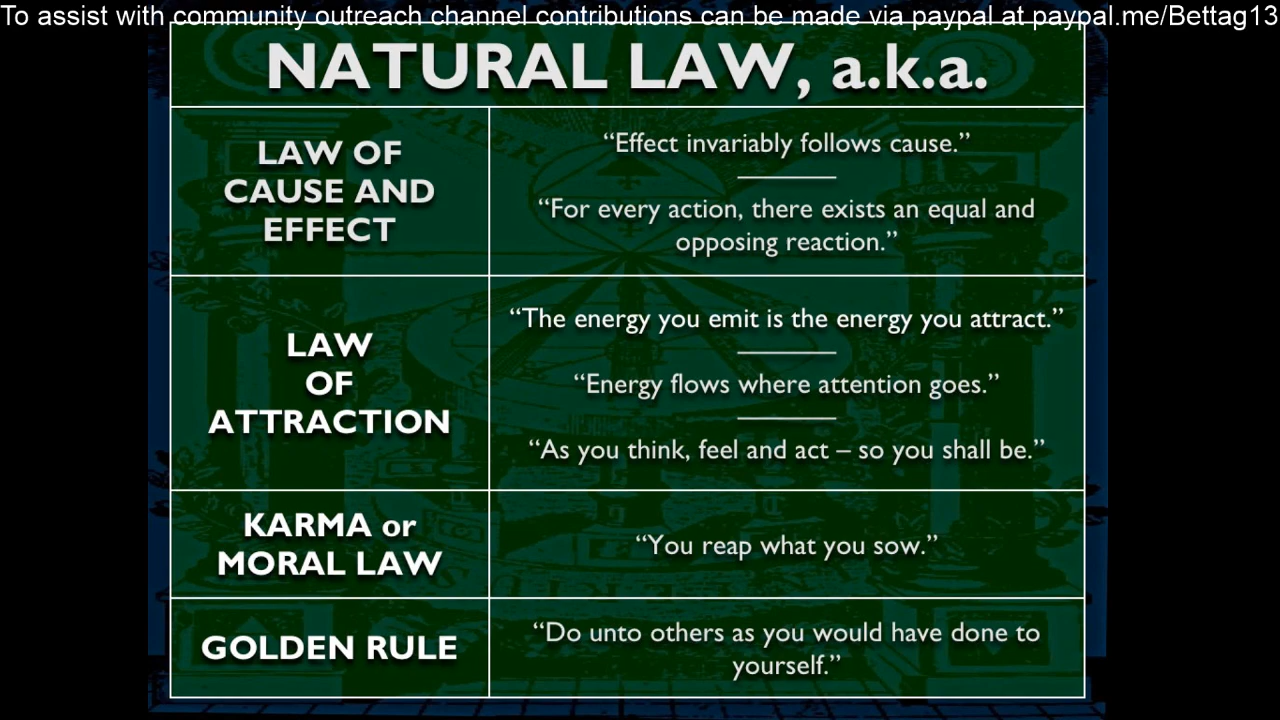 To assist with community outreach channel contributions can be made via paypal at paypal.me/Bettag13
NATURAL LAW, a.k.a.
LAW OF
CAUSE AND
EFFECT
“Effect invariably follows cause.”
“For every action, there exists an equal and
opposing reaction.”
LAW
OF
ATTRACTION
“The energy you emit is the energy you attract.”
“Energy flows where attention goes.”
“As you think, feel and act – so you shall be.”
KARMA or
MORAL LAW
“You reap what you sow.”
GOLDEN RULE
“Do unto others as you would have done to
yourself.”